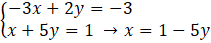 {-3x + 2y = -3
x + 5y = 1 → x = 1 - 5y